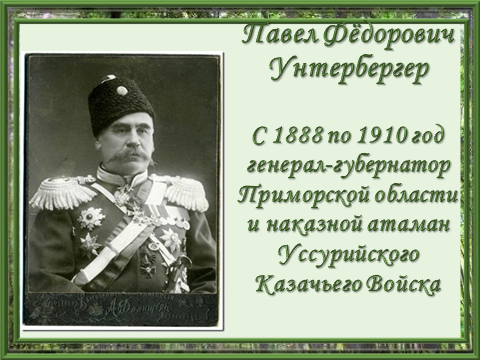 Павел Фёдорович
Унтербергер
С 1888 по 1910 год
генерал-губернатор
Приморской области
и наказной атаман
Уссурийского
Казачьего Войска